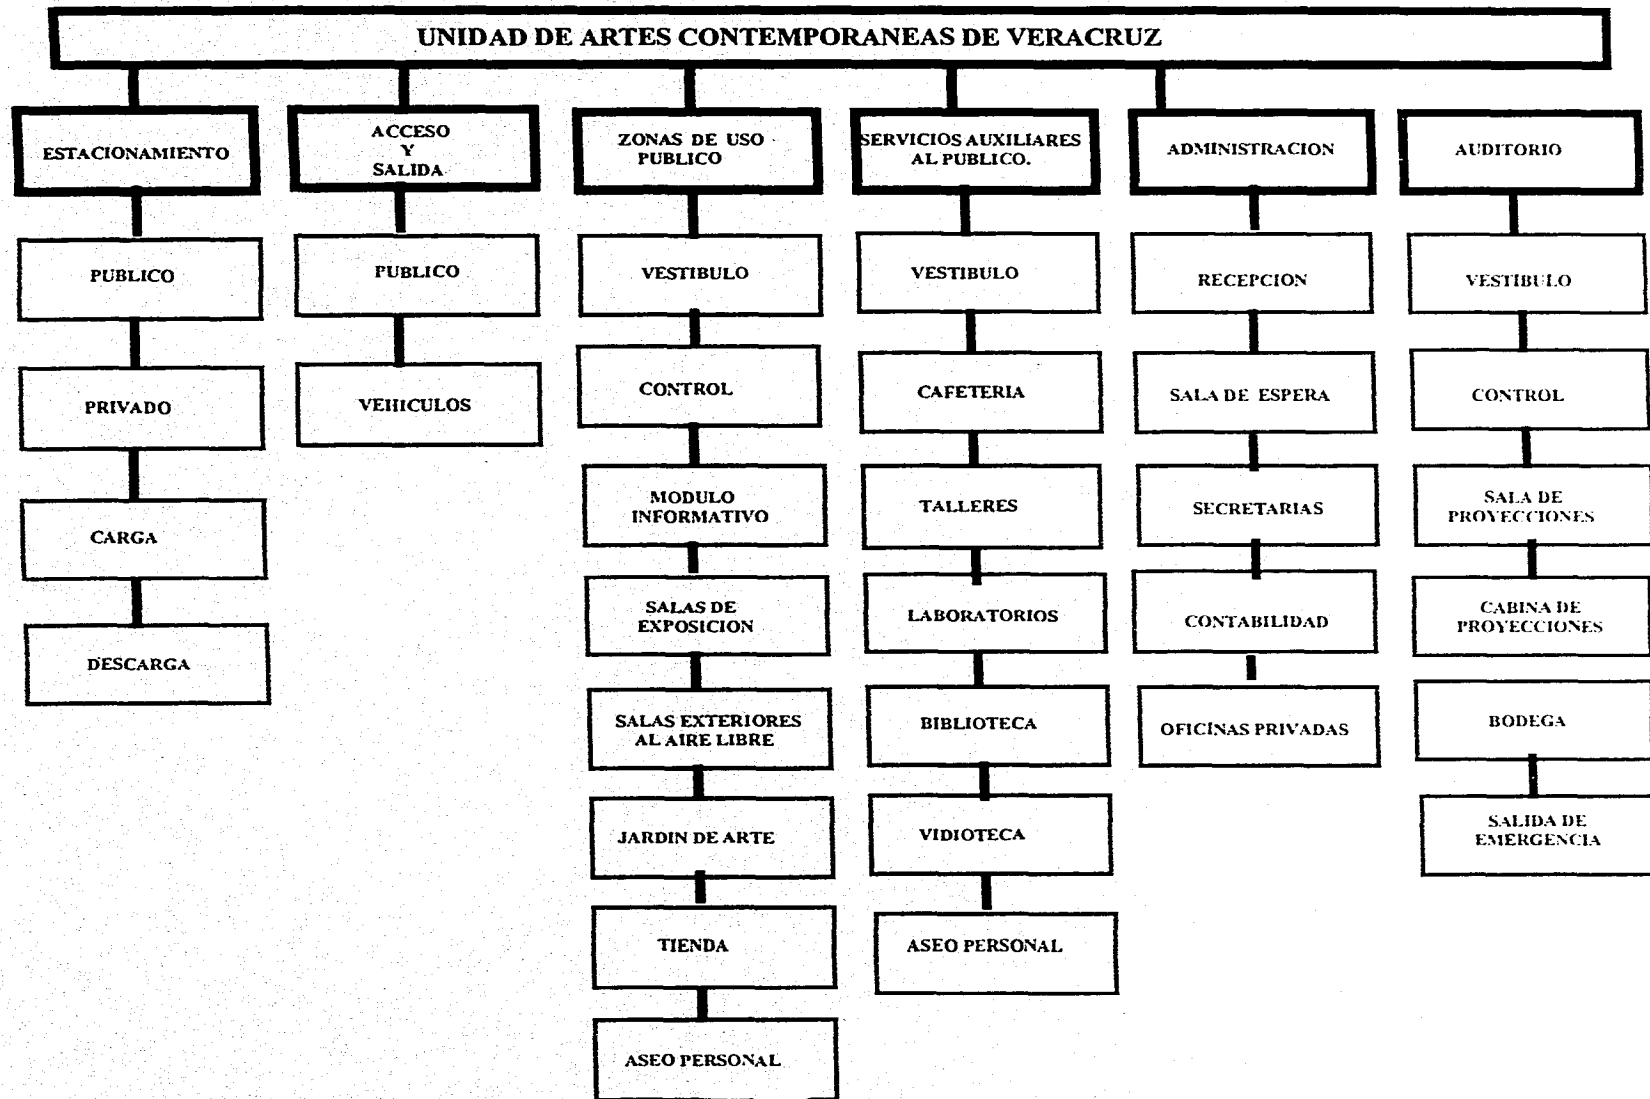 UNIDAD DE ARTES CONTEMPORANEAS DE VERACRUZ
ESTACIONAMIENTO
PUBLICO
PRIVADO
CARGA
DESCARGA
ACCESO
Y
SALIDA
PUBLICO
VEHICULOS
ZONAS DE USO
PUBLICO
VESTIBULO
CONTROL
MODULO
INFORMATIVO
SALAS DE
EXPOSICION
SALAS EXTERIORES
AL AIRE LIBRE
JARDIN DE ARTE
TIENDA
ASEO PERSONAL
SERVICIOS AUXILIARES
AL PUBLICO.
VESTIBULO
CAFETERIA
TALLERES
LABORATORIOS
BIBLIOTECA
VIDIOTECA
ASEO PERSONAL
ADMINISTRACION
RECEPCION
SALA DE ESPERA
SECRETARIAS
CONTABILIDAD
OFICINAS PRIVADAS
AUDITORIO
VESTIBULO
CONTROL
SALA DE
PROYECCIONES
CABINA DE
PROYECCIONES
BODEGA
SALIDA DE
EMERGENCIA